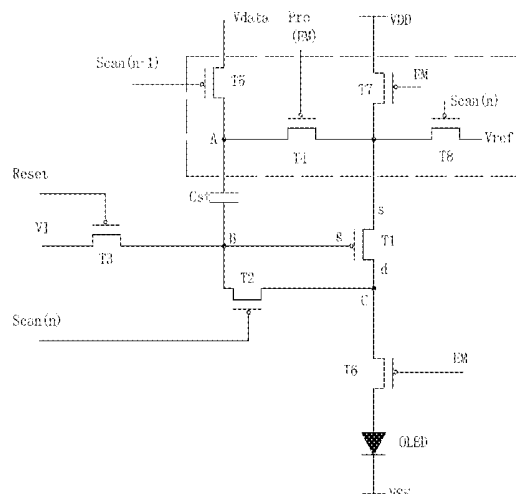 Vdata
Pre
(EM)
VDD
Scan(n-1)
T5
T7
EM
Scan(n)
A
T4
T8
Vref
Cst
Reset
VI
T3
B
g
s
T1
d
T2
C
Scan(n)
T6
EM
OLED